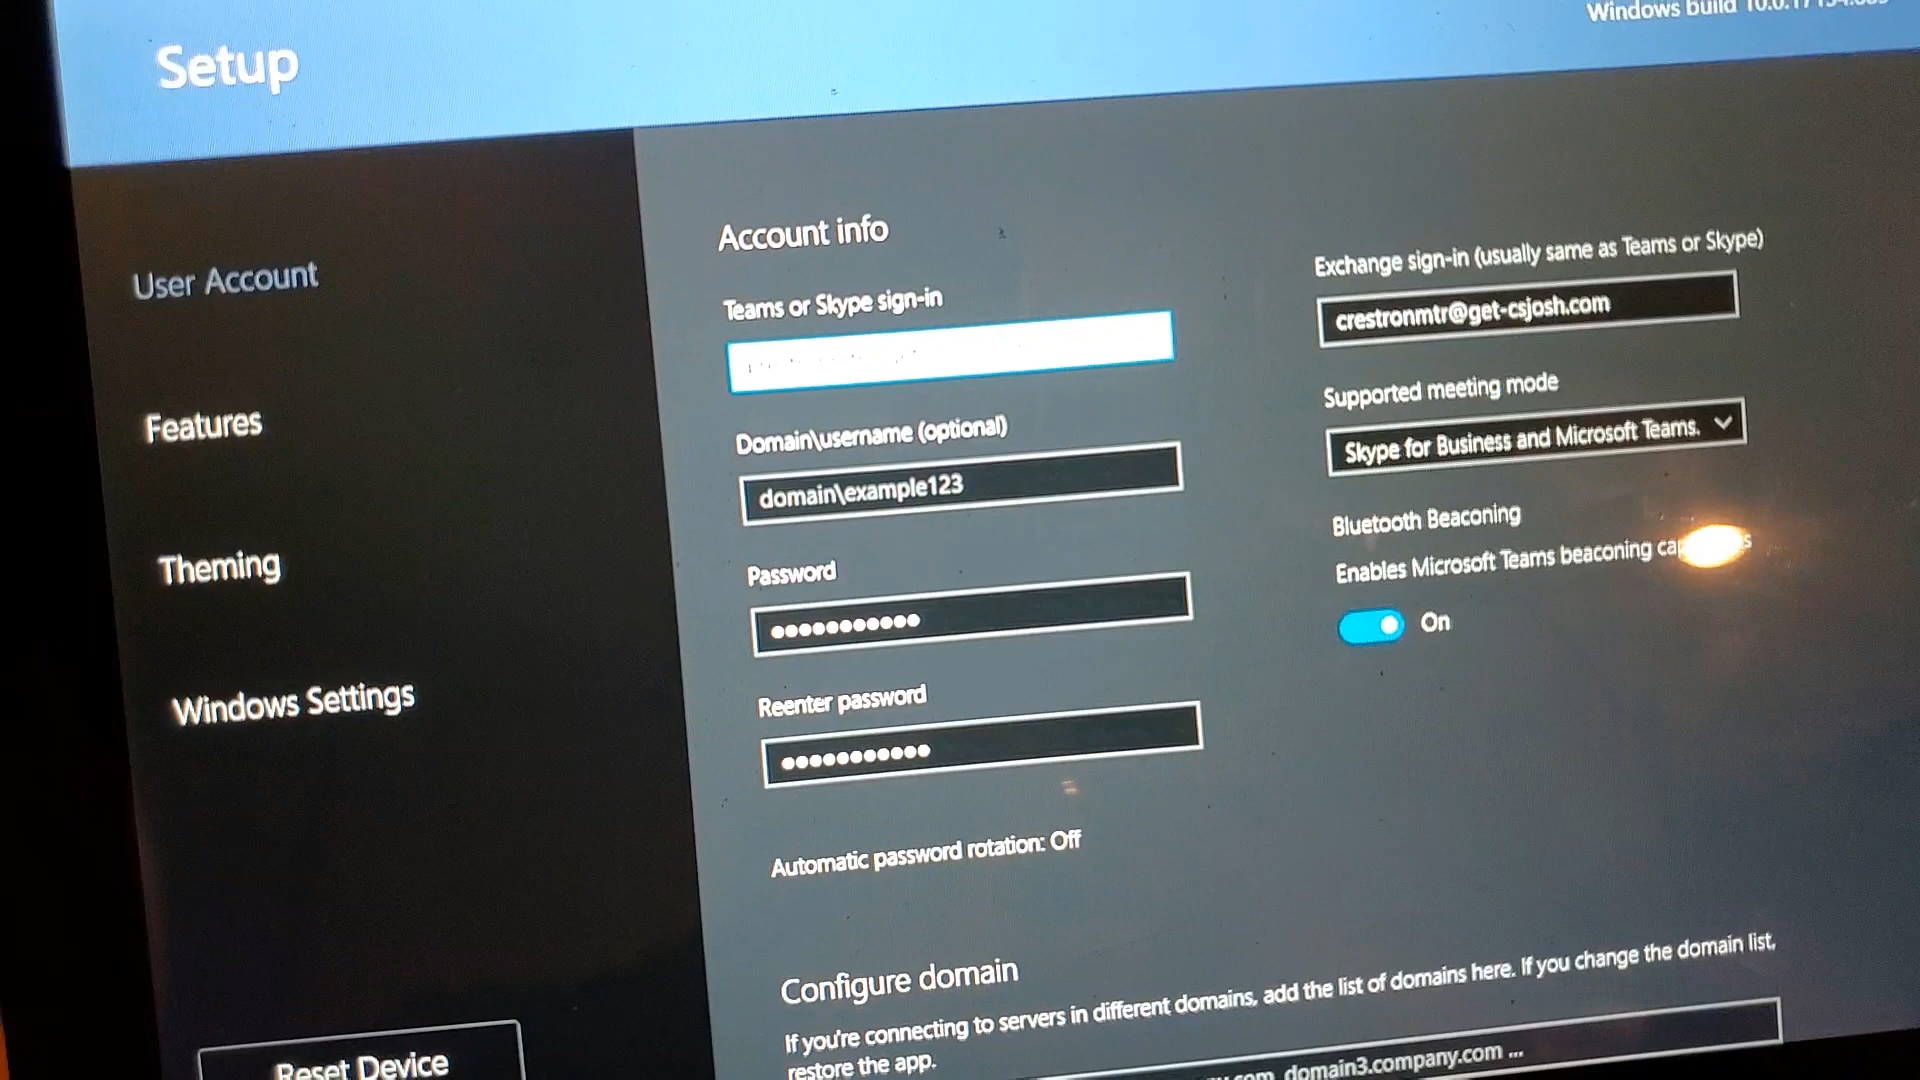 Setup
Windows build
User Account
Features
Theming
Windows Settings
Reset Device
Account info
Teams or Skype sign-in
Domain\username (optional)
domain\example123
Password
●●●●●●●●●●●
Reenter password
●●●●●●●●●●●
Automatic password rotation: Off
Exchange sign-in (usually same as Teams or Skype)
crestronmtr@get-csjosh.com
Supported meeting mode
Skype for Business and Microsoft Teams.
Bluetooth Beaconing
Enables Microsoft Teams beaconing
On
Configure domain
If you're connecting to servers in different domains, add the list of domains here. If you change the domain list,
restore the app.
domain3.company.com ...